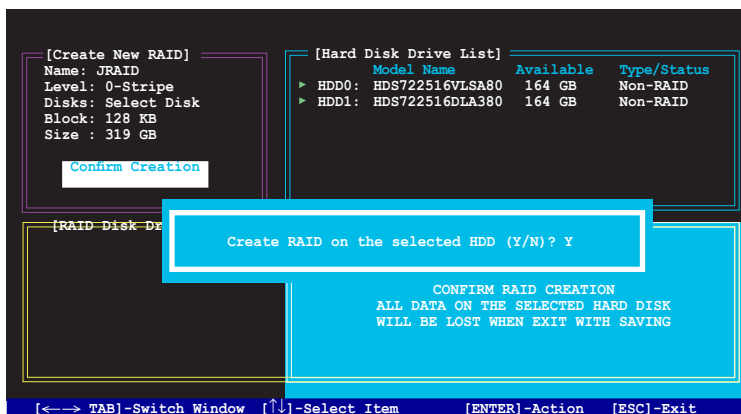 [Create New RAID]
Name: JRAID
Level: 0-Stripe
Disks: Select Disk
Block: 128 KB
Size : 319 GB
Confirm Creation
[Hard Disk Drive List]
Model Name Available Type/Status
HDD0: HDS722516VLSA80 164 GB Non-RAID
HDD1: HDS722516DLA380 164 GB Non-RAID
[RAID Disk Dr
Create RAID on the selected HDD (Y/N)? Y
CONFIRM RAID CREATION
ALL DATA ON THE SELECTED HARD DISK
WILL BE LOST WHEN EXIT WITH SAVING
[←→ TAB]-Switch Window [↑↓]-Select Item [ENTER]-Action [ESC]-Exit